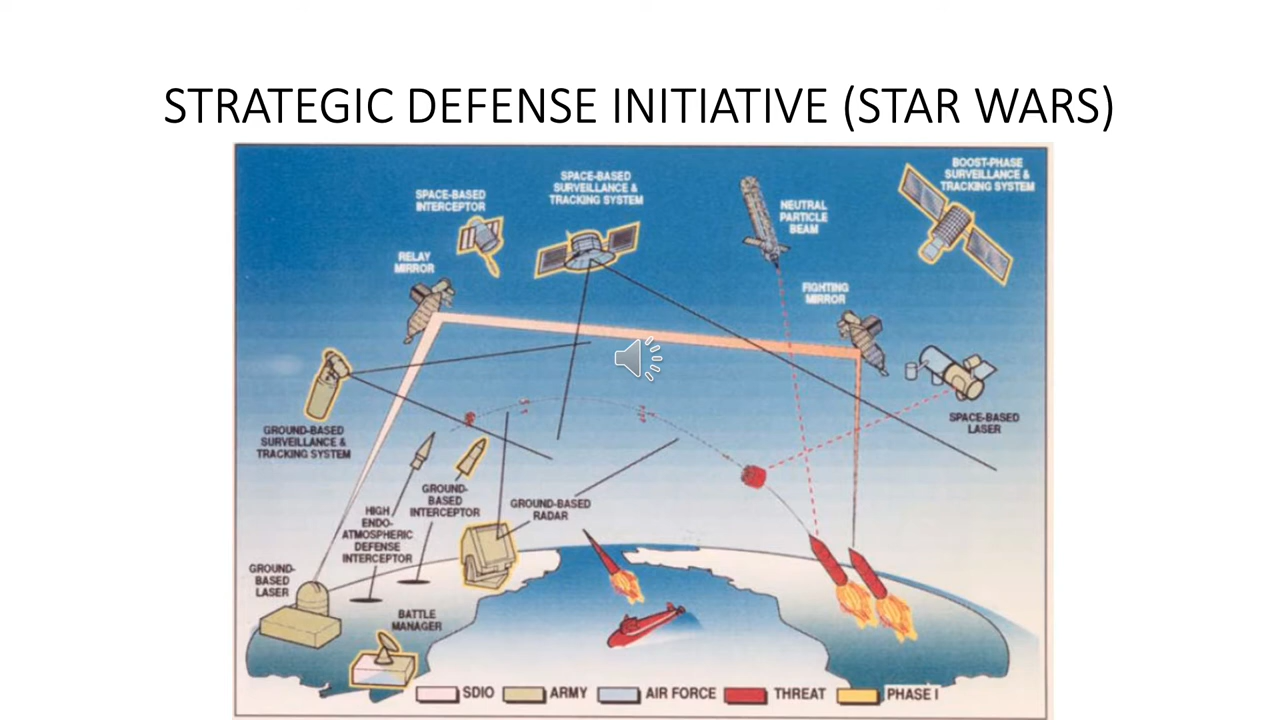 STRATEGIC DEFENSE INITIATIVE (STAR WARS)
SPACE-BASED
INTERCEPTOR
SPACE-BASED
SURVEILLANCE &
TRACKING SYSTEM
NEUTRAL
PARTICLE
BEAM
BOOST-PHASE
SURVEILLANCE &
TRACKING SYSTEM
RELAY
MIRROR
FIGHTING
MIRROR
GROUND-BASED
SURVEILLANCE &
TRACKING SYSTEM
SPACE-BASED
LASER
GROUND-
BASED
INTERCEPTOR
GROUND-BASED
RADAR
HIGH
ENDO-
ATMOSPHERIC
DEFENSE
INTERCEPTOR
GROUND-
BASED
LASER
BATTLE
MANAGER
SDIO ARMY AIR FORCE THREAT PHASE I